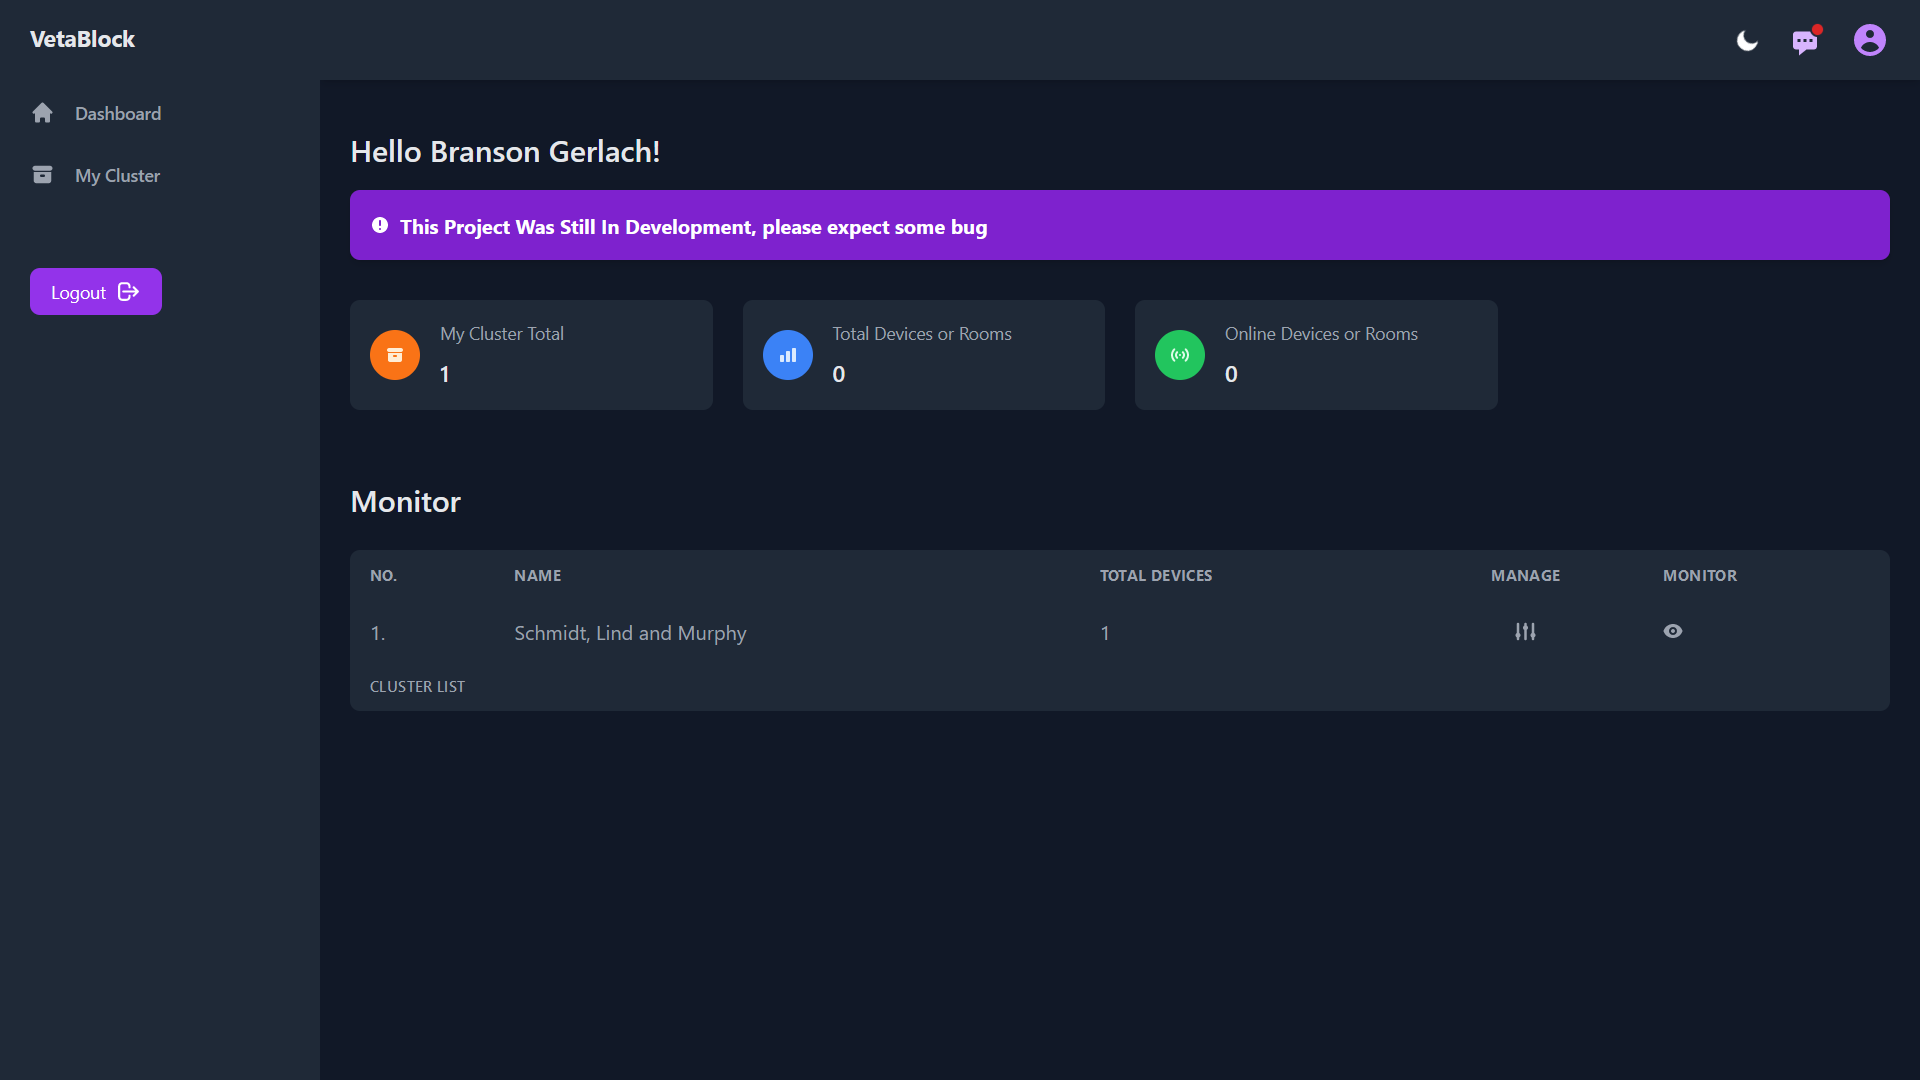 VetaBlock
Dashboard
My Cluster
Logout
Hello Branson Gerlach!
This Project Was Still In Development, please expect some bug
My Cluster Total
1
Total Devices or Rooms
0
Online Devices or Rooms
0
Monitor
NO. NAME TOTAL DEVICES MANAGE MONITOR
1. Schmidt, Lind and Murphy 1
CLUSTER LIST